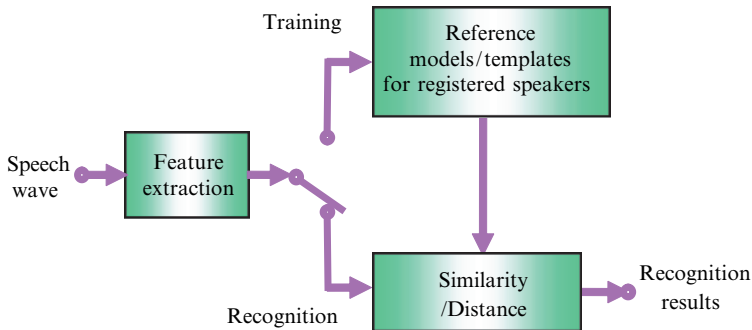 Training
Reference
models/templates
for registered speakers
Speech
wave
Feature
extraction
Recognition
Similarity
/Distance
Recognition
results